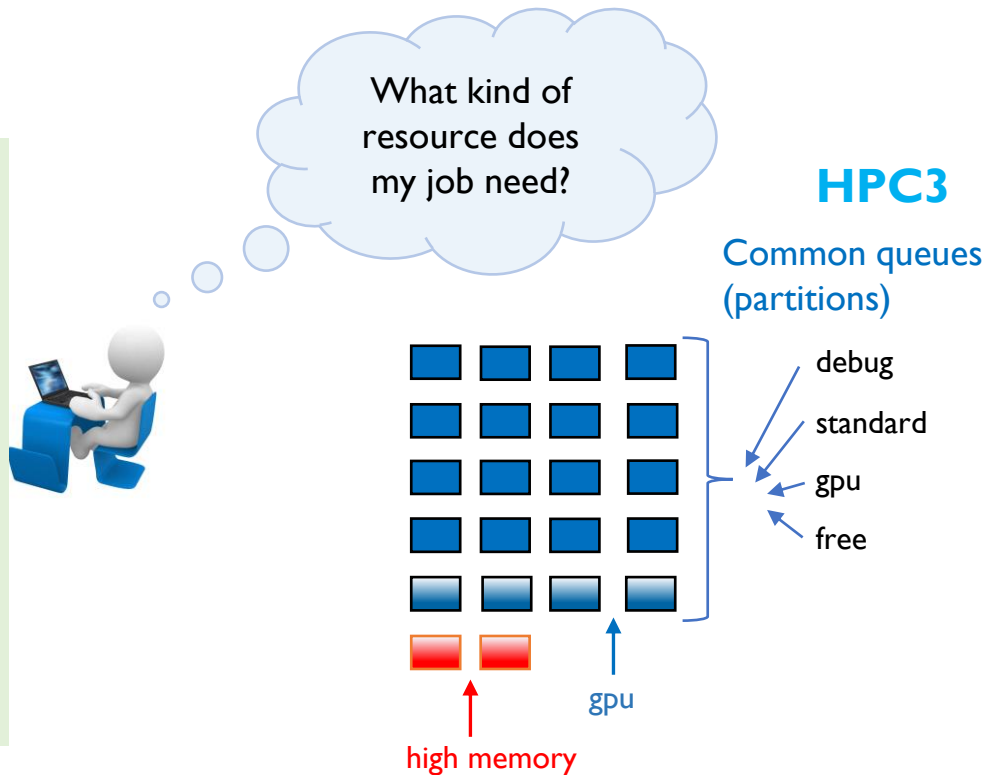 What kind of
resource does
my job need?
HPC3
Common queues
(partitions)
debug
standard
gpu
free
gpu
high memory